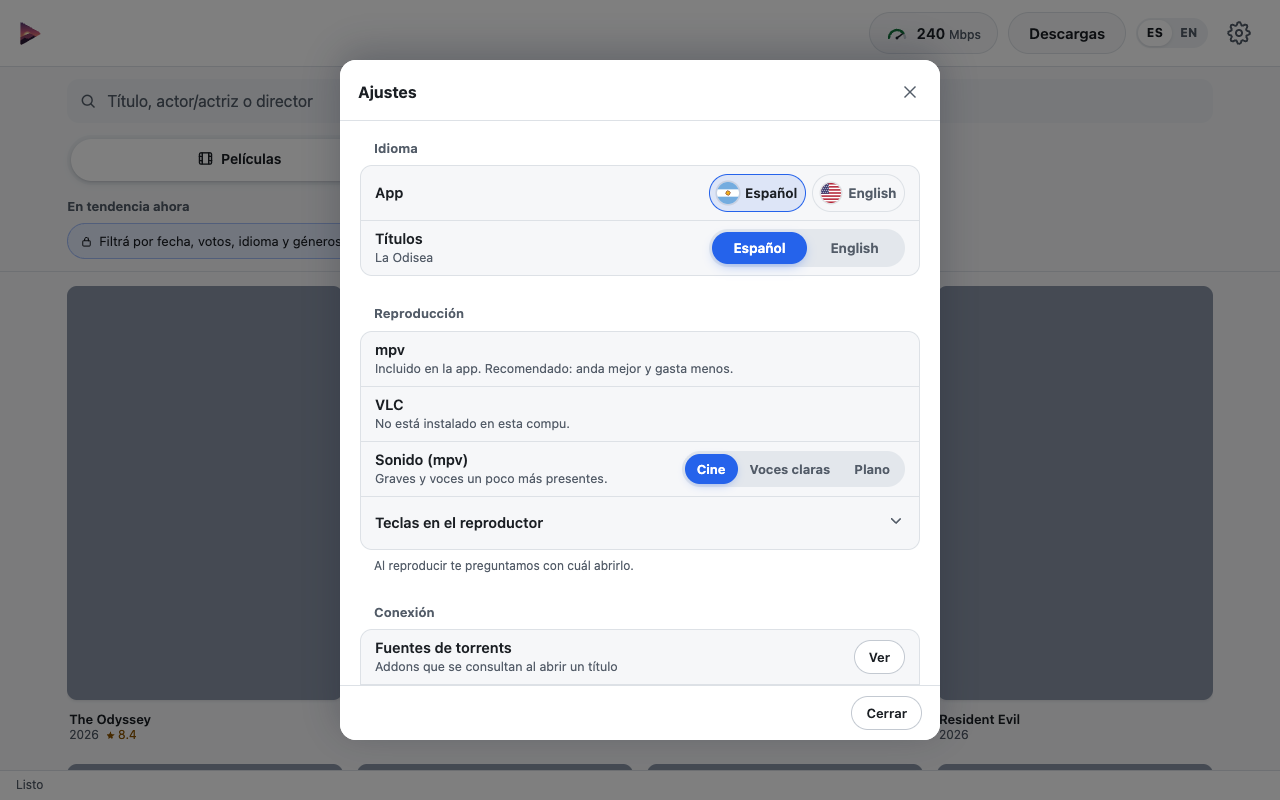 240 Mbps
Descargas
ES EN
Título, actor/actriz o director
Películas
En tendencia ahora
Filtrá por fecha, votos, idioma y géneros
Ajustes
Idioma
App
Español
English
Títulos
La Odisea
Español
English
Reproducción
mpv
Incluido en la app. Recomendado: anda mejor y gasta menos.
VLC
No está instalado en esta compu.
Sonido (mpv)
Graves y voces un poco más presentes.
Cine
Voces claras
Plano
Teclas en el reproductor
Al reproducir te preguntamos con cuál abrirlo.
Conexión
Fuentes de torrents
Addons que se consultan al abrir un título
Ver
Cerrar
The Odyssey
2026 ★ 8.4
Resident Evil
2026
Listo